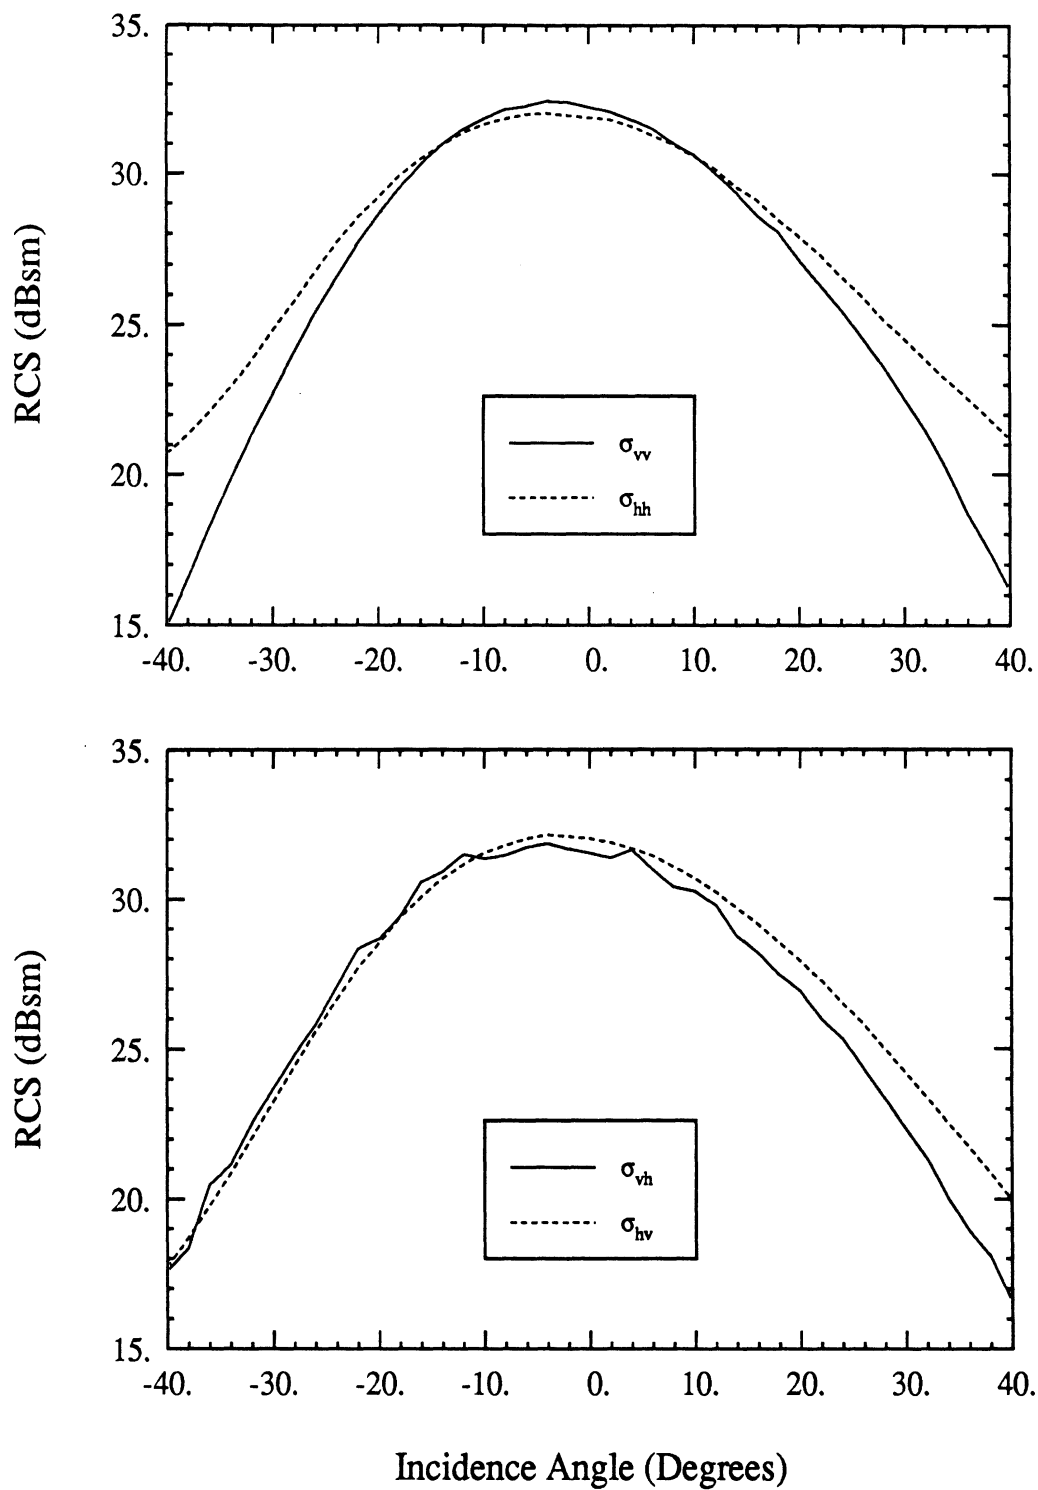 35.
30.
25.
20.
15.
RCS (dBsm)
σvv
σhh
-40. -30. -20. -10. 0. 10. 20. 30. 40.
35.
30.
25.
20.
15.
RCS (dBsm)
σvh
σhv
-40. -30. -20. -10. 0. 10. 20. 30. 40.
Incidence Angle (Degrees)